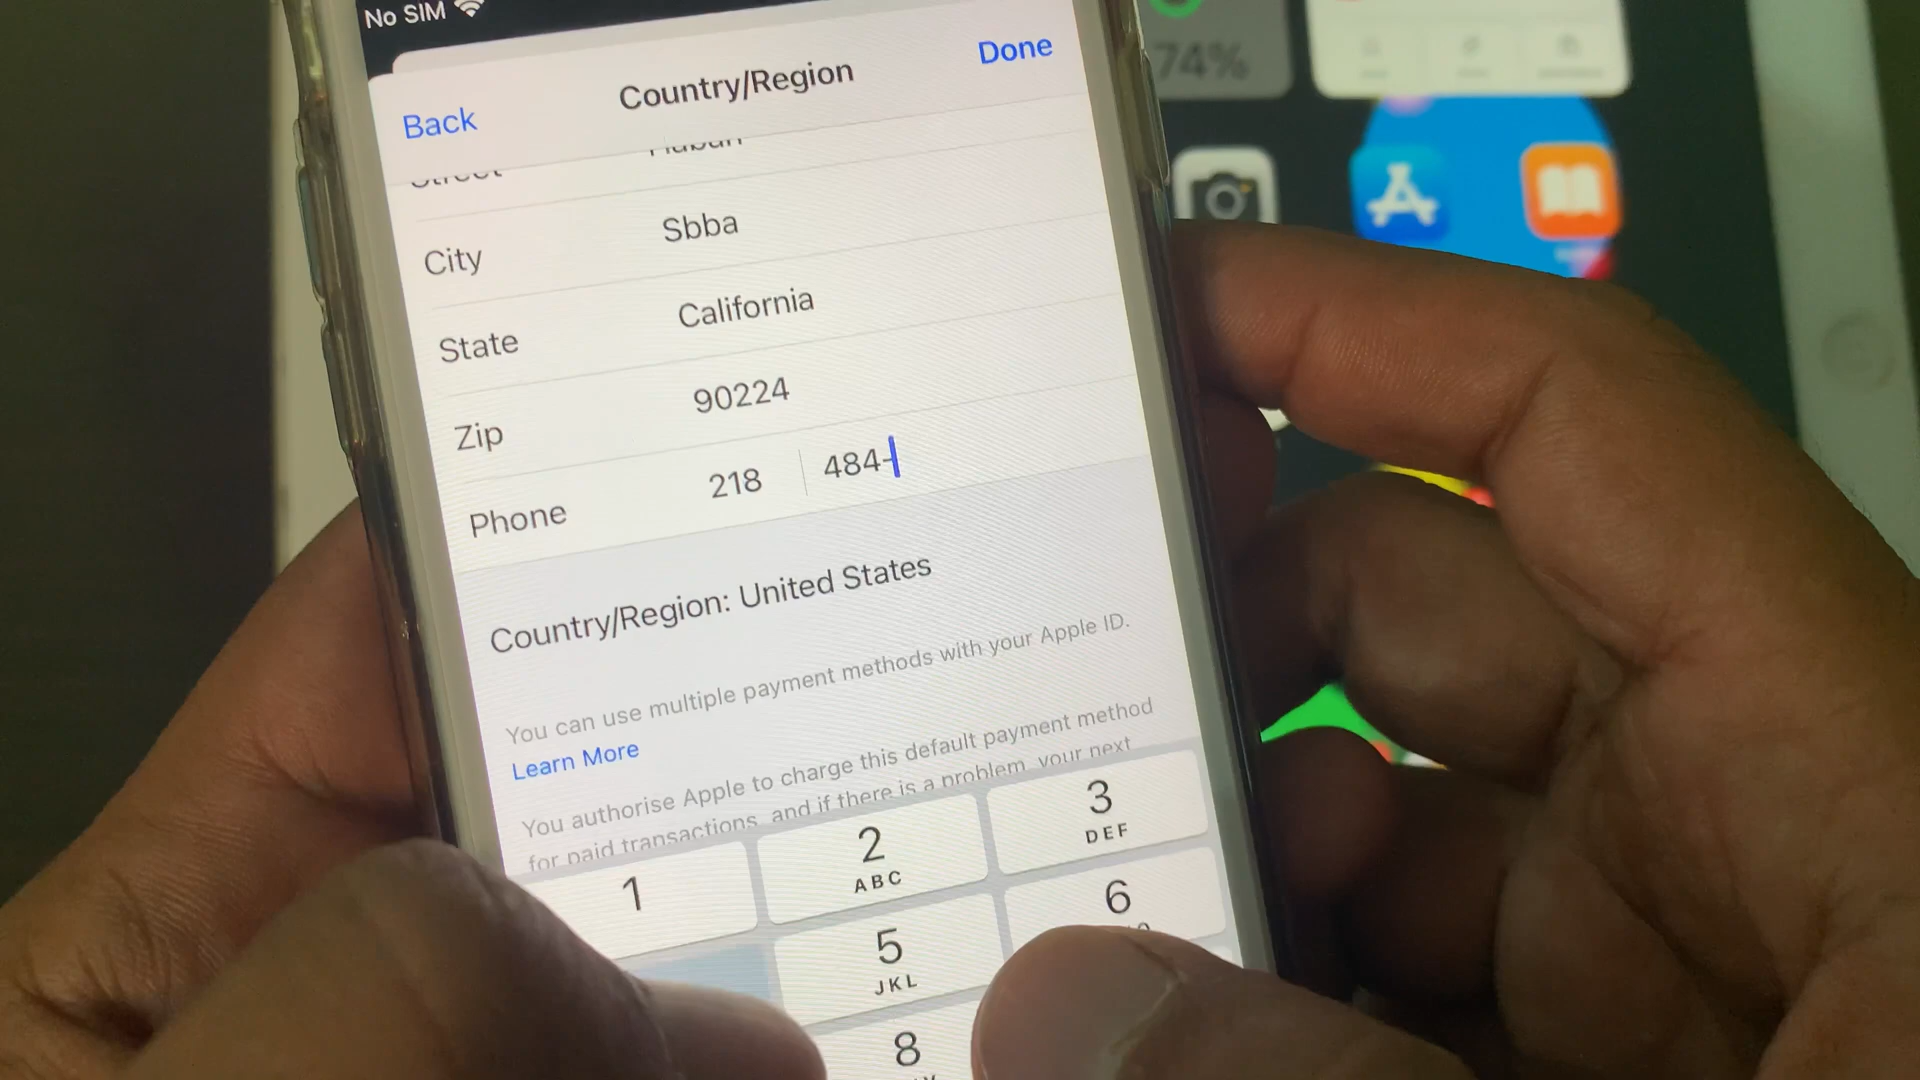 No SIM
74%
Back
Country/Region
Done
Street
City
Sbba
State
California
Zip
90224
Phone
218
484-
Country/Region: United States
You can use multiple payment methods with your Apple ID.
Learn More
You authorise Apple to charge this default payment method
for paid transactions, and if there is a problem, your next
1
2
ABC
3
DEF
5
JKL
6
8